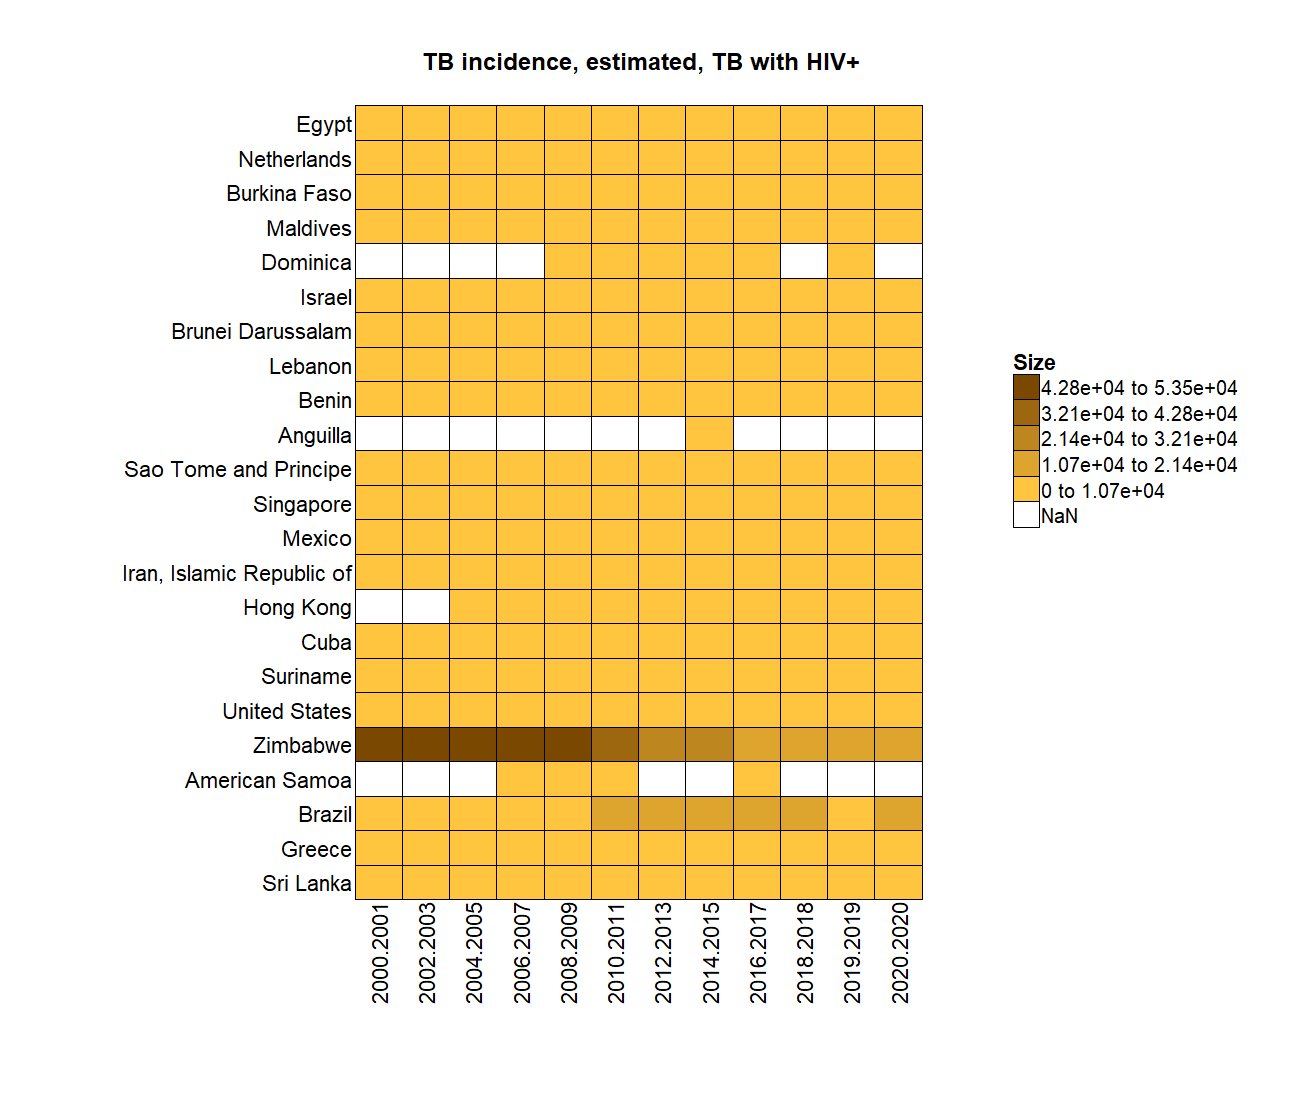 TB incidence, estimated, TB with HIV+
Egypt
Netherlands
Burkina Faso
Maldives
Dominica
Israel
Brunei Darussalam
Lebanon
Benin
Anguilla
Sao Tome and Principe
Singapore
Mexico
Iran, Islamic Republic of
Hong Kong
Cuba
Suriname
United States
Zimbabwe
American Samoa
Brazil
Greece
Sri Lanka
2000.2001
2002.2003
2004.2005
2006.2007
2008.2009
2010.2011
2012.2013
2014.2015
2016.2017
2018.2018
2019.2019
2020.2020
Size
4.28e+04 to 5.35e+04
3.21e+04 to 4.28e+04
2.14e+04 to 3.21e+04
1.07e+04 to 2.14e+04
0 to 1.07e+04
NaN